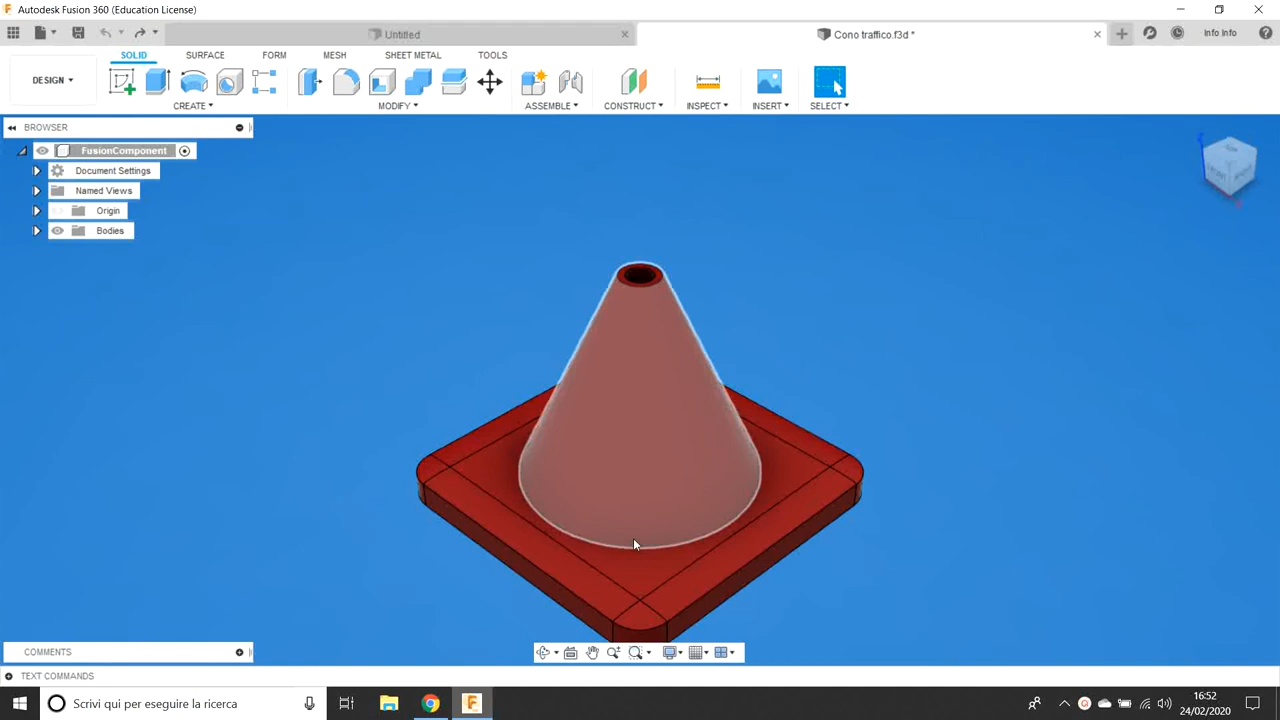 Autodesk Fusion 360 (Education License)
Untitled
Cono traffico.f3d *
Info Info
SOLID
SURFACE
FORM
MESH
SHEET METAL
TOOLS
DESIGN
CREATE
MODIFY
ASSEMBLE
CONSTRUCT
INSPECT
INSERT
SELECT
BROWSER
FusionComponent
Document Settings
Named Views
Origin
Bodies
COMMENTS
TEXT COMMANDS
Scrivi qui per eseguire la ricerca
16:52
24/02/2020